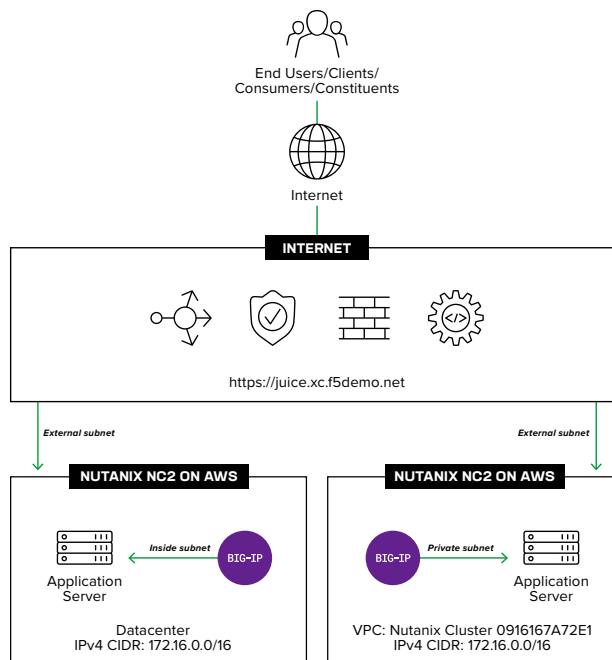 End Users/Clients/
Consumers/Constituents
Internet
INTERNET
</>
https://juice.xc.f5demo.net
External subnet
External subnet
NUTANIX NC2 ON AWS
Inside subnet
BIG-IP
Application
Server
Datacenter
IPv4 CIDR: 172.16.0.0/16
NUTANIX NC2 ON AWS
BIG-IP
Private subnet
Application
Server
VPC: Nutanix Cluster 0916167A72E1
IPv4 CIDR: 172.16.0.0/16